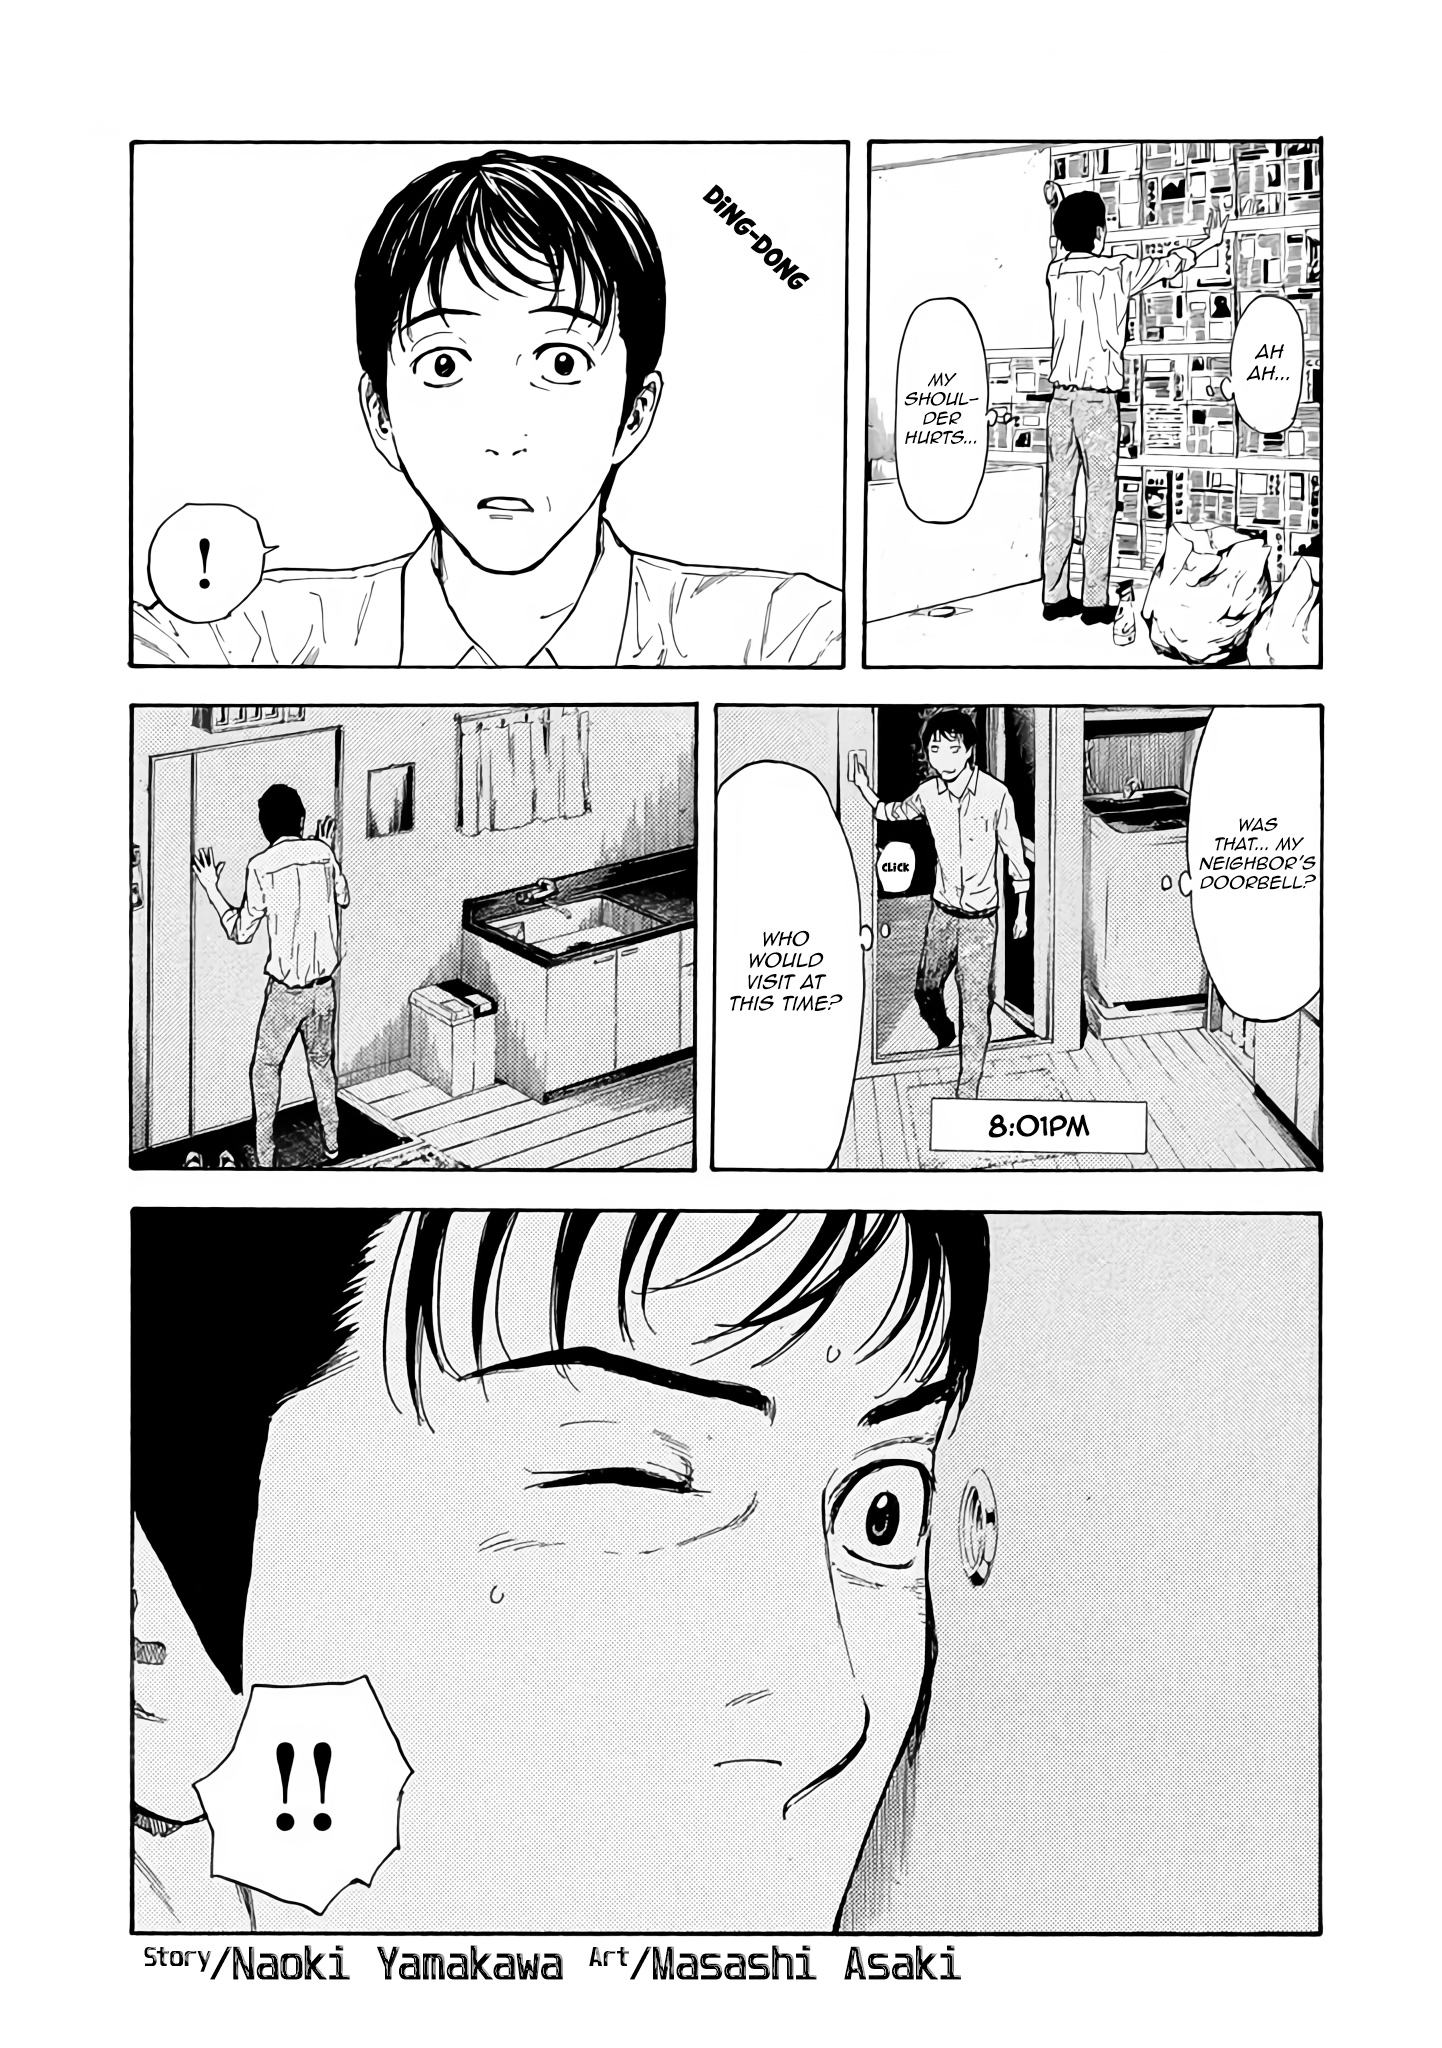 AH
AH...
MY
SHOUL-
DER
HURTS...
DING-DONG
!
WAS
THAT... MY
NEIGHBOR'S
DOORBELL?
CLICK
WHO
WOULD
VISIT AT
THIS TIME?
8:01PM
!!
Story/Naoki Yamakawa Art/Masashi Asaki